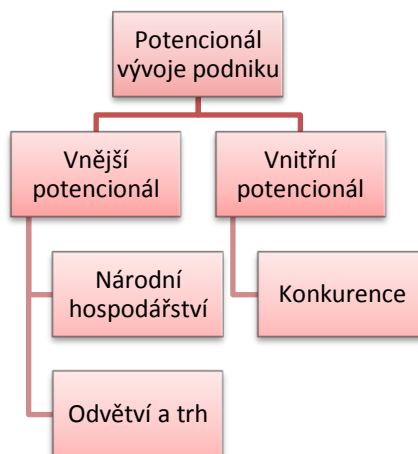 Potencionál
vývoje podniku
Vnější
potencionál
Vnitřní
potencionál
Národní
hospodářství
Konkurence
Odvětví a trh